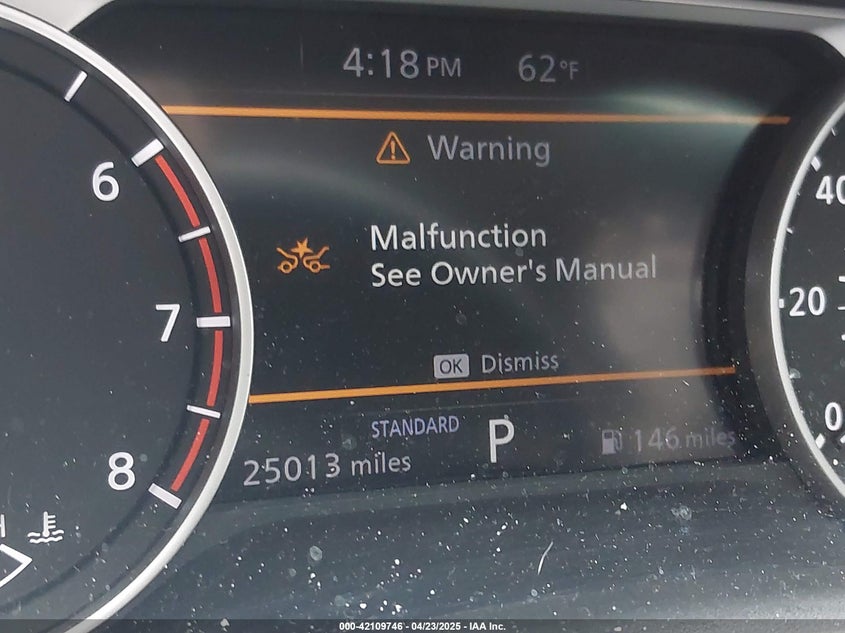 4:18 PM 62°F
Warning
6
40
Malfunction
See Owner's Manual
7
20
OK Dismiss
STANDARD P 146 miles
0
8
25013 miles
H
000-42109746 - 04/23/2025 - IAA Inc.